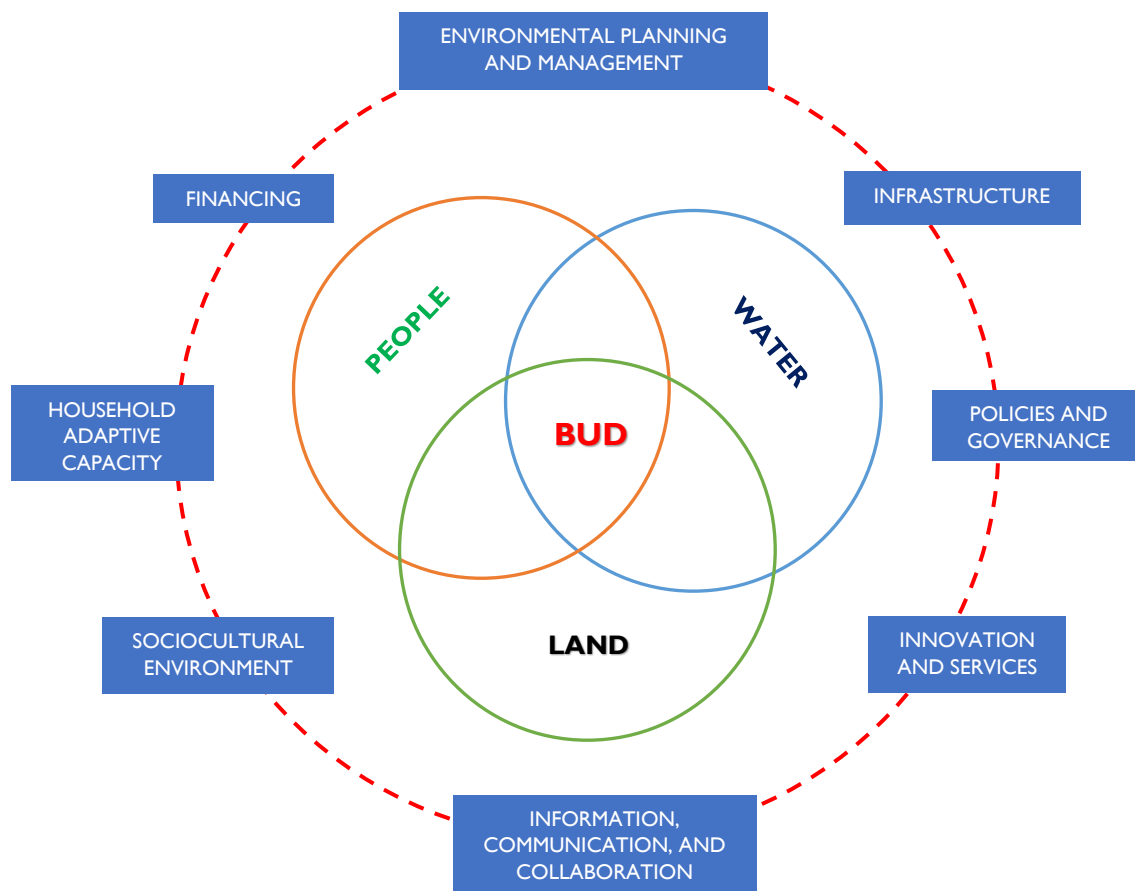 ENVIRONMENTAL PLANNING
AND MANAGEMENT
FINANCING
INFRASTRUCTURE
PEOPLE
WATER
HOUSEHOLD
ADAPTIVE
CAPACITY
BUD
POLICIES AND
GOVERNANCE
SOCIOCULTURAL
ENVIRONMENT
LAND
INNOVATION
AND SERVICES
INFORMATION,
COMMUNICATION, AND
COLLABORATION